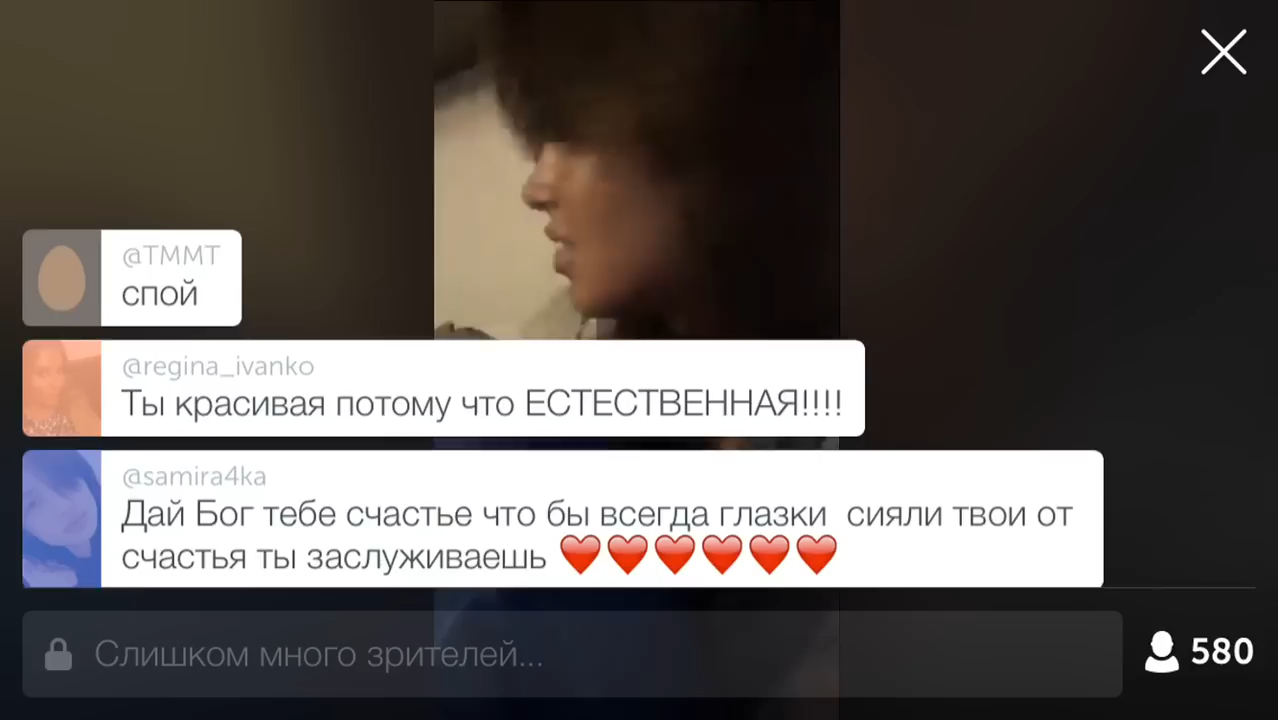 @TMMT
спой
@regina_ivanko
Ты красивая потому что ЕСТЕСТВЕННАЯ!!!!
@samira4ka
Дай Бог тебе счастье что бы всегда глазки сияли твои от
счастья ты заслуживаешь ❤️❤️❤️❤️❤️❤️
Слишком много зрителей...
580